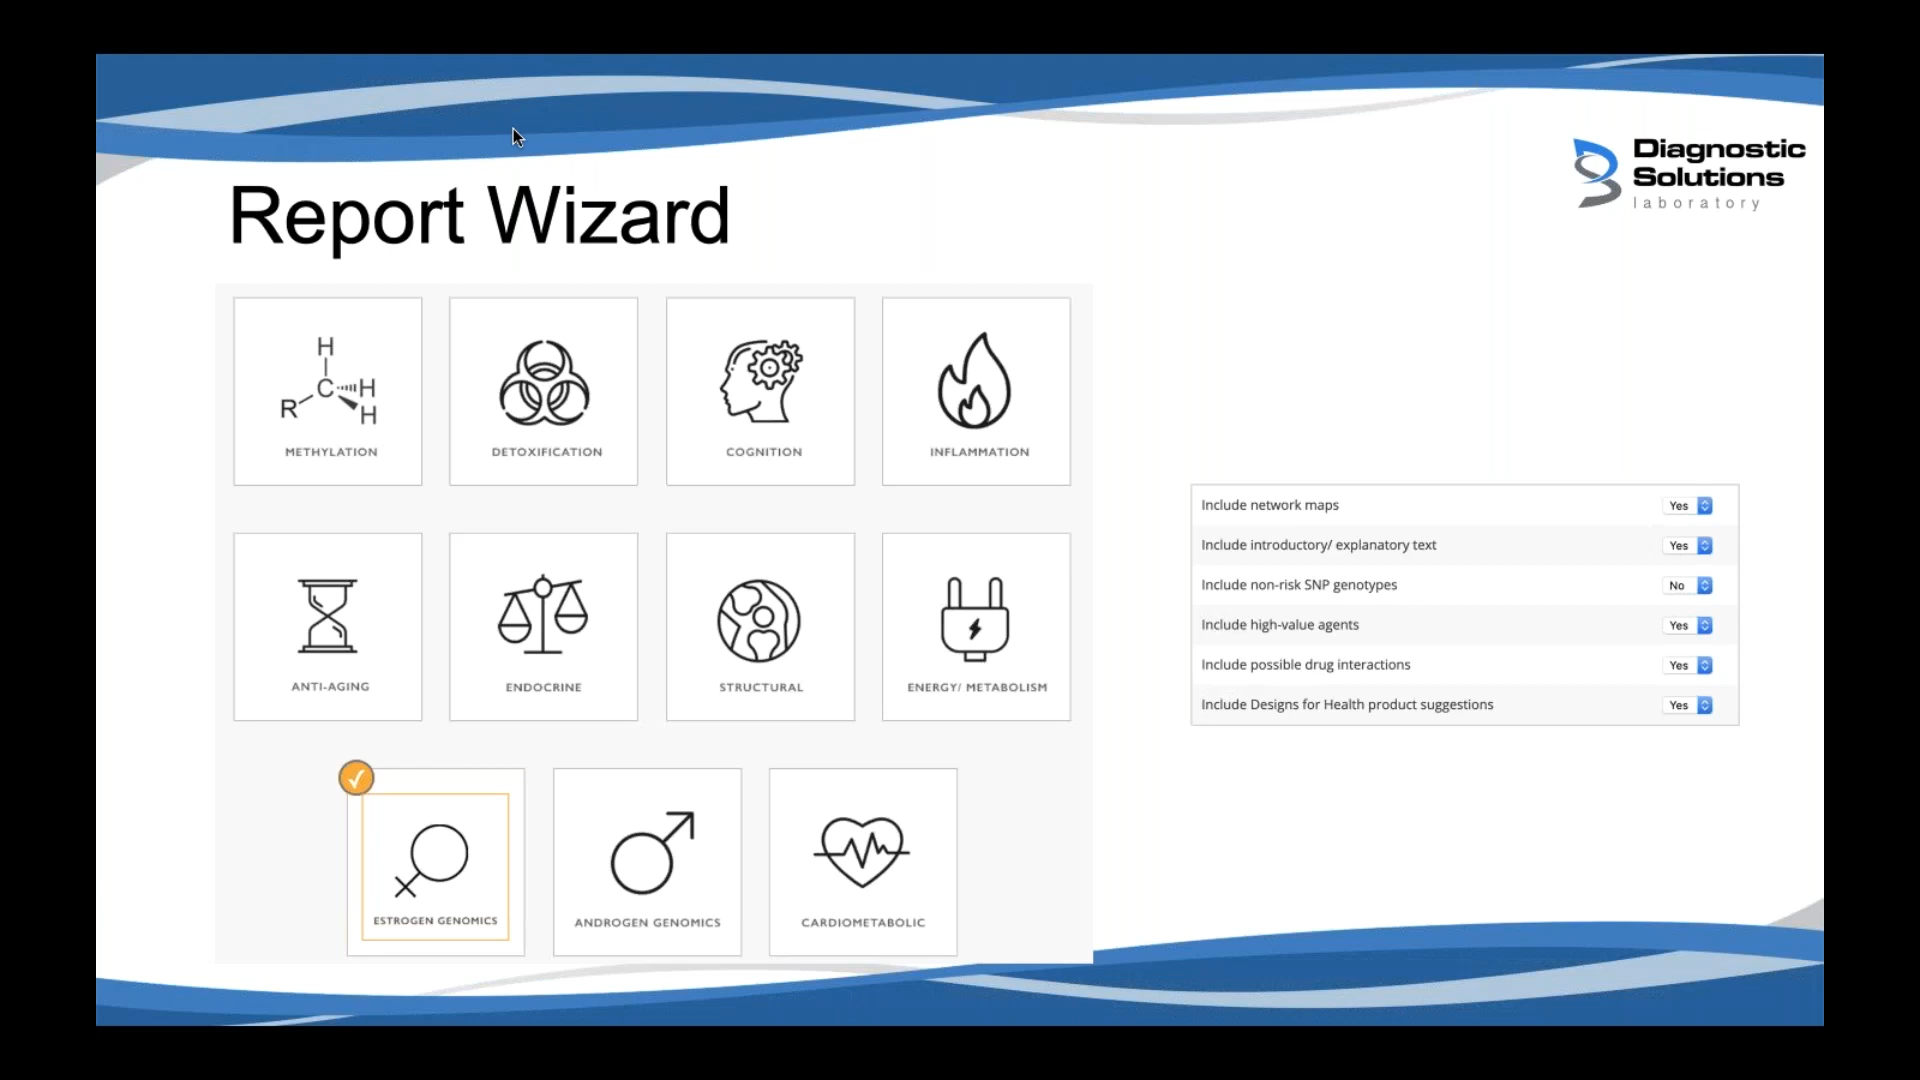 Diagnostic
Solutions
laboratory
Report Wizard
H
C H
R H
METHYLATION
DETOXIFICATION
COGNITION
INFLAMMATION
ANTI-AGING
ENDOCRINE
STRUCTURAL
ENERGY/ METABOLISM
ESTROGEN GENOMICS
ANDROGEN GENOMICS
CARDIOMETABOLIC
Include network maps Yes
Include introductory/ explanatory text Yes
Include non-risk SNP genotypes No
Include high-value agents Yes
Include possible drug interactions Yes
Include Designs for Health product suggestions Yes